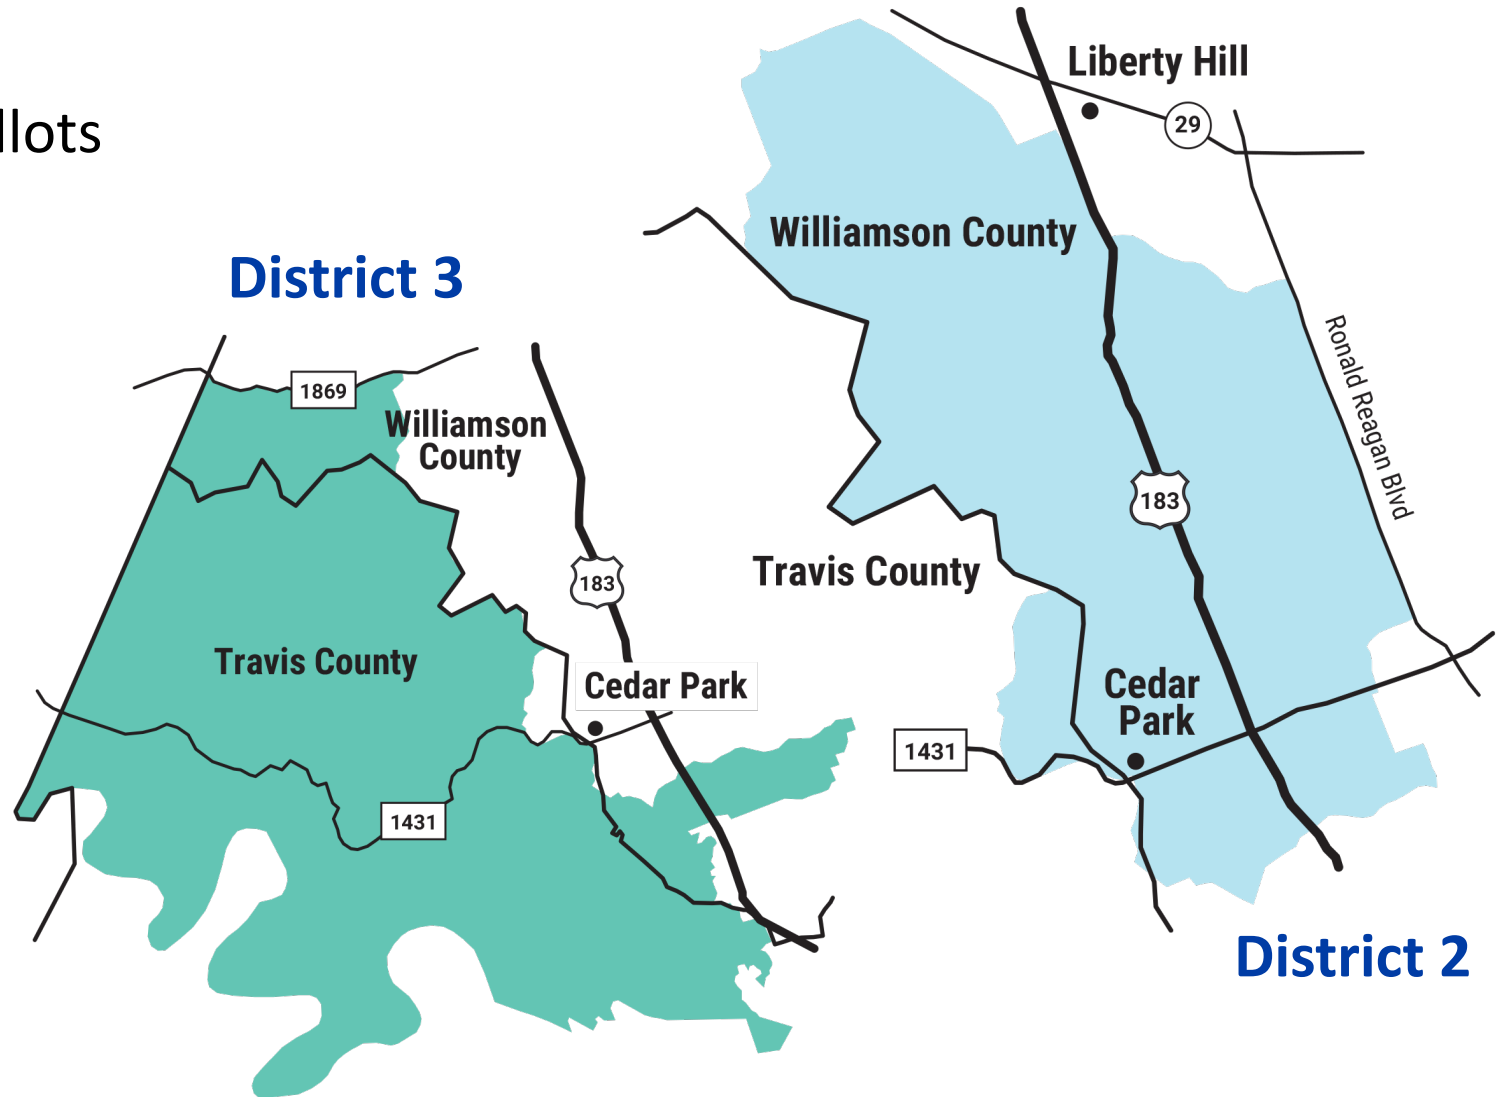 llots
District 3
1869
Williamson
County
183
Travis County
Cedar Park
1431
Liberty Hill
29
Williamson County
Ronald Reagan Blvd
183
Travis County
Cedar
Park
1431
District 2